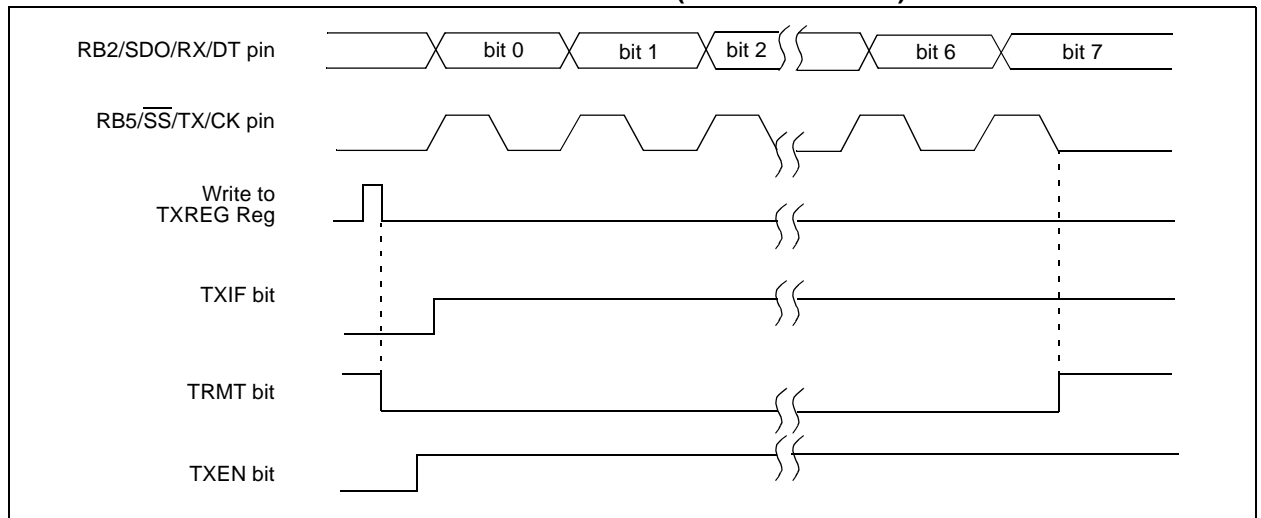 RB2/SDO/RX/DT pin
bit 0 bit 1 bit 2 bit 6 bit 7
RB5/SS/TX/CK pin
Write to
TXREG Reg
TXIF bit
TRMT bit
TXEN bit